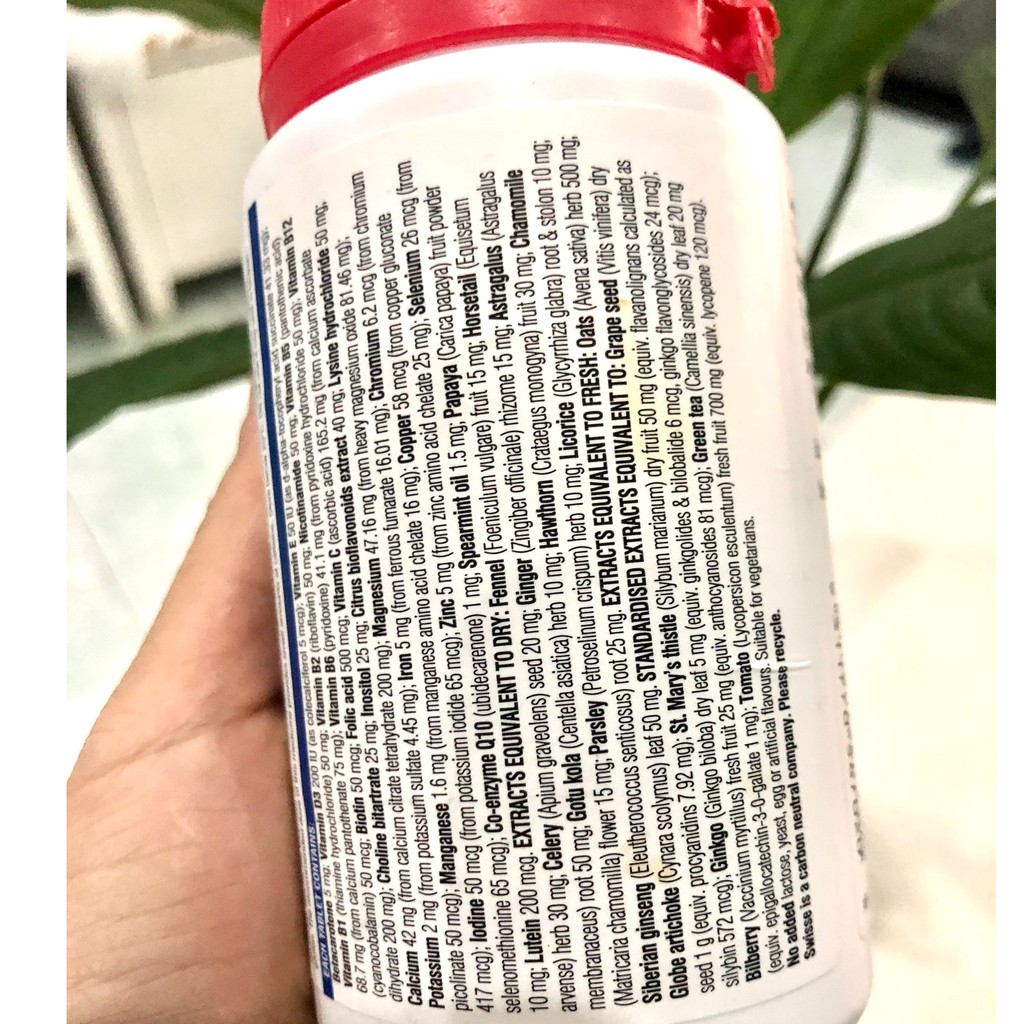 EACH TABLET CONTAINS:
Betacarotene 5 mg; Vitamin D3 200 IU (as colecalciferol 5 mcg); Vitamin E 50 IU (as d-alpha-tocopheryl acid succinate 41.33 mg);
Vitamin B1 (thiamine hydrochloride) 50 mg; Vitamin B2 (riboflavin) 50 mg; Nicotinamide 50 mg, Vitamin B5 (pantothenic acid)
68.7 mg (from calcium pantothenate 75 mg); Vitamin B6 (pyridoxine) 41.1 mg (from pyridoxine hydrochloride 50 mg); Vitamin B12
(cyanocobalamin) 50 mcg; Biotin 50 mcg; Folic acid 500 mcg; Vitamin C (ascorbic acid) 165.2 mg (from calcium ascorbate
dihydrate 200 mg); Choline bitartrate 25 mg; Inositol 25 mg; Citrus bioflavonoids extract 40 mg; Lysine hydrochloride 50 mg,
Calcium 42 mg (from calcium citrate tetrahydrate 200 mg); Magnesium 47.16 mg (from heavy magnesium oxide 81.46 mg);
Potassium 2 mg (from potassium sulfate 4.45 mg); Iron 5 mg (from ferrous fumarate 16.01 mg); Chromium 6.2 mcg (from chromium
picolinate 50 mcg); Manganese 1.6 mg (from manganese amino acid chelate 16 mg); Copper 58 mcg (from copper gluconate
417 mcg); Iodine 50 mcg (from potassium iodide 65 mcg); Zinc 5 mg (from zinc amino acid chelate 25 mg); Selenium 26 mcg (from
selenomethionine 65 mcg); Co-enzyme Q10 (ubidecarenone) 1 mg; Spearmint oil 1.5 mg; Papaya (Carica papaya) fruit powder
10 mg; Lutein 200 mcg. EXTRACTS EQUIVALENT TO DRY: Fennel (Foeniculum vulgare) fruit 15 mg; Horsetail (Equisetum
arvense) herb 30 mg, Celery (Apium graveolens) seed 20 mg; Ginger (Zingiber officinale) rhizome 15 mg; Astragalus (Astragalus
membranaceus) root 50 mg; Gotu kola (Centella asiatica) herb 10 mg; Hawthorn (Crataegus monogyna) fruit 30 mg; Chamomile
(Matricaria chamomilla) flower 15 mg; Parsley (Petroselinum crispum) herb 10 mg; Licorice (Glycyrrhiza glabra) root & stolon 10 mg;
Siberian ginseng (Eleutherococcus senticosus) root 25 mg. EXTRACTS EQUIVALENT TO FRESH: Oats (Avena sativa) herb 500 mg;
Globe artichoke (Cynara scolymus) leaf 50 mg. STANDARDISED EXTRACTS EQUIVALENT TO: Grape seed (Vitis vinifera) dry
seed 1 g (equiv. procyanidins 7.92 mg); St. Mary's thistle (Silybum marianum) dry fruit 50 mg (equiv. flavanolignans calculated as
silybin 572 mcg); Ginkgo (Ginkgo biloba) dry leaf 5 mg (equiv. ginkgolides & bilobalide 6 mcg, ginkgo flavonglycosides 24 mcg);
Bilberry (Vaccinium myrtillus) fresh fruit 25 mg (equiv. anthocyanosides 81 mcg); Green tea (Camellia sinensis) dry leaf 20 mg
(equiv. epigallocatechin-3-0-gallate 1 mg); Tomato (Lycopersicon esculentum) fresh fruit 700 mg (equiv. lycopene 120 mcg).
No added lactose, yeast, egg or artificial flavours. Suitable for vegetarians.
Swisse is a carbon neutral company. Please recycle.